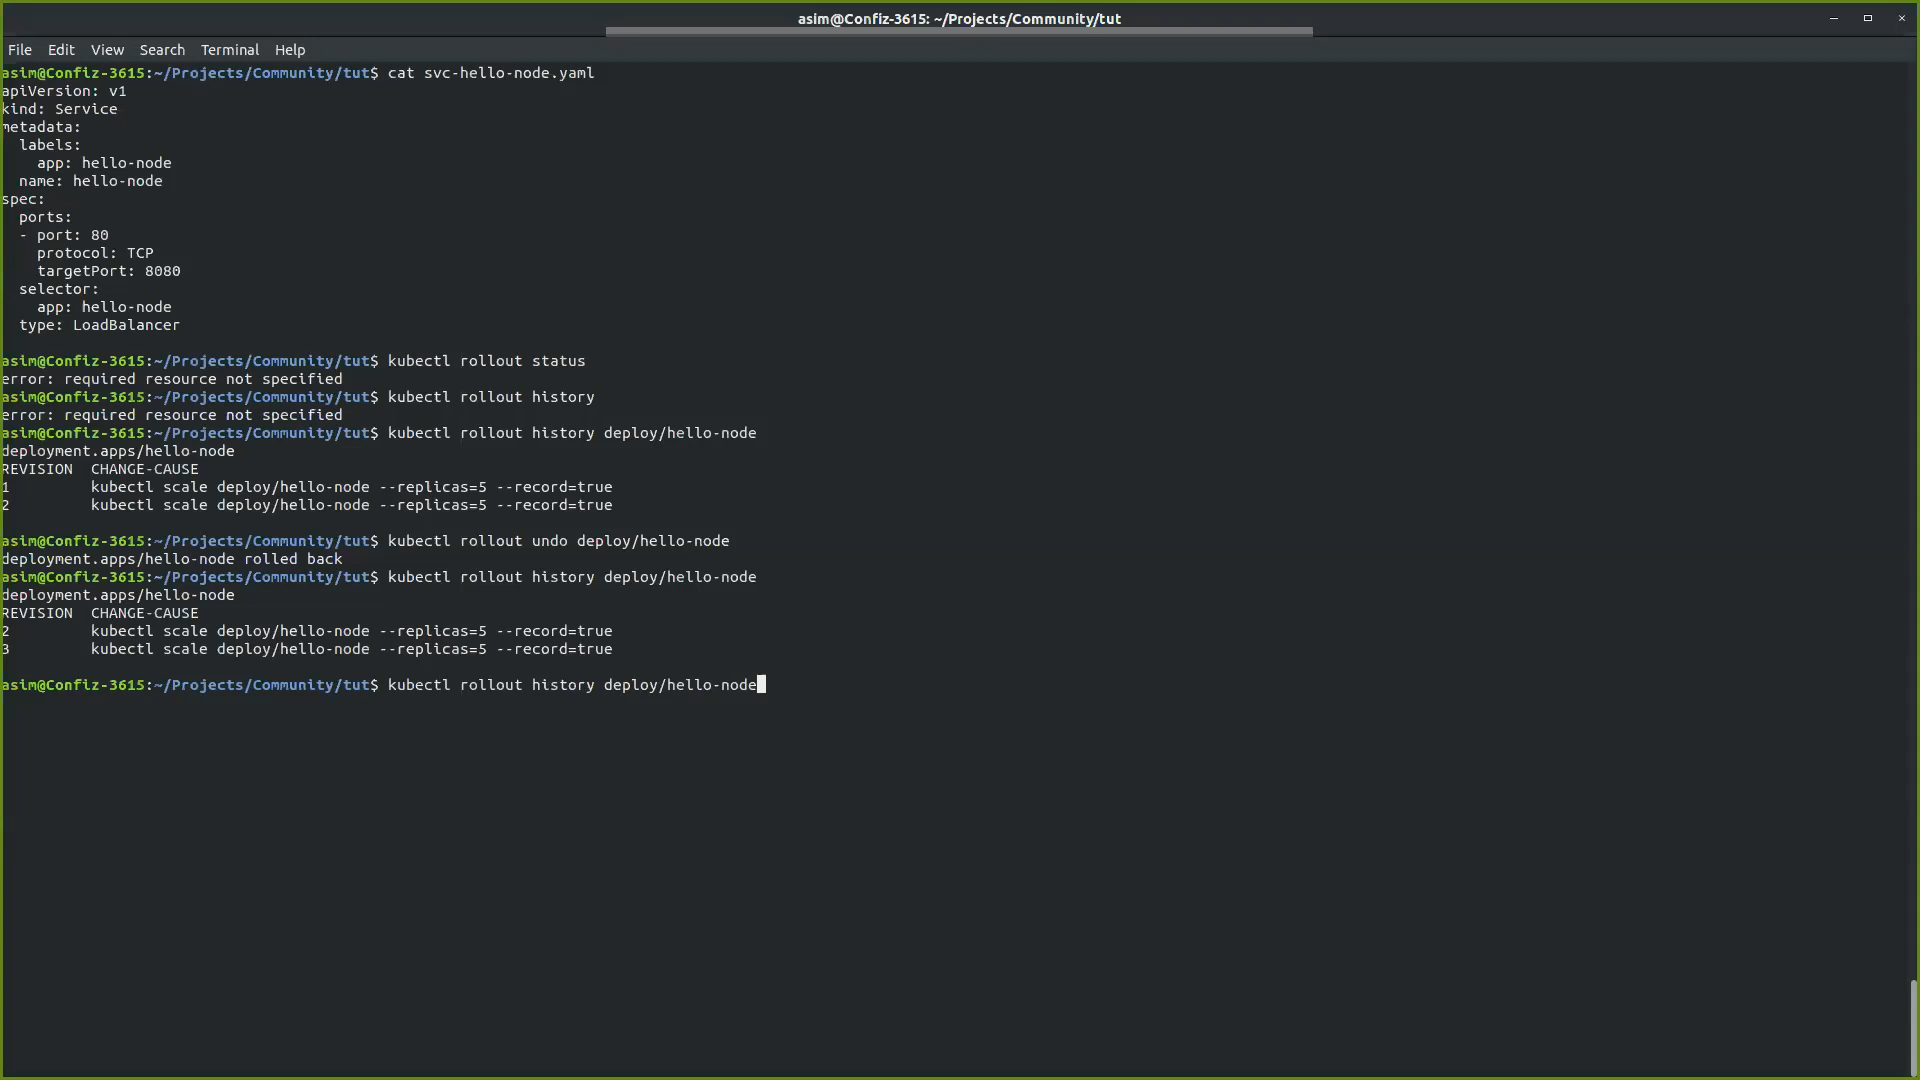 asim@Confiz-3615: ~/Projects/Community/tut
File Edit View Search Terminal Help
asim@Confiz-3615:~/Projects/Community/tut$ cat svc-hello-node.yaml
apiVersion: v1
kind: Service
metadata:
  labels:
    app: hello-node
  name: hello-node
spec:
  ports:
  - port: 80
    protocol: TCP
    targetPort: 8080
  selector:
    app: hello-node
  type: LoadBalancer
asim@Confiz-3615:~/Projects/Community/tut$ kubectl rollout status
error: required resource not specified
asim@Confiz-3615:~/Projects/Community/tut$ kubectl rollout history
error: required resource not specified
asim@Confiz-3615:~/Projects/Community/tut$ kubectl rollout history deploy/hello-node
deployment.apps/hello-node
REVISION  CHANGE-CAUSE
1         kubectl scale deploy/hello-node --replicas=5 --record=true
2         kubectl scale deploy/hello-node --replicas=5 --record=true
asim@Confiz-3615:~/Projects/Community/tut$ kubectl rollout undo deploy/hello-node
deployment.apps/hello-node rolled back
asim@Confiz-3615:~/Projects/Community/tut$ kubectl rollout history deploy/hello-node
deployment.apps/hello-node
REVISION  CHANGE-CAUSE
2         kubectl scale deploy/hello-node --replicas=5 --record=true
3         kubectl scale deploy/hello-node --replicas=5 --record=true
asim@Confiz-3615:~/Projects/Community/tut$ kubectl rollout history deploy/hello-node